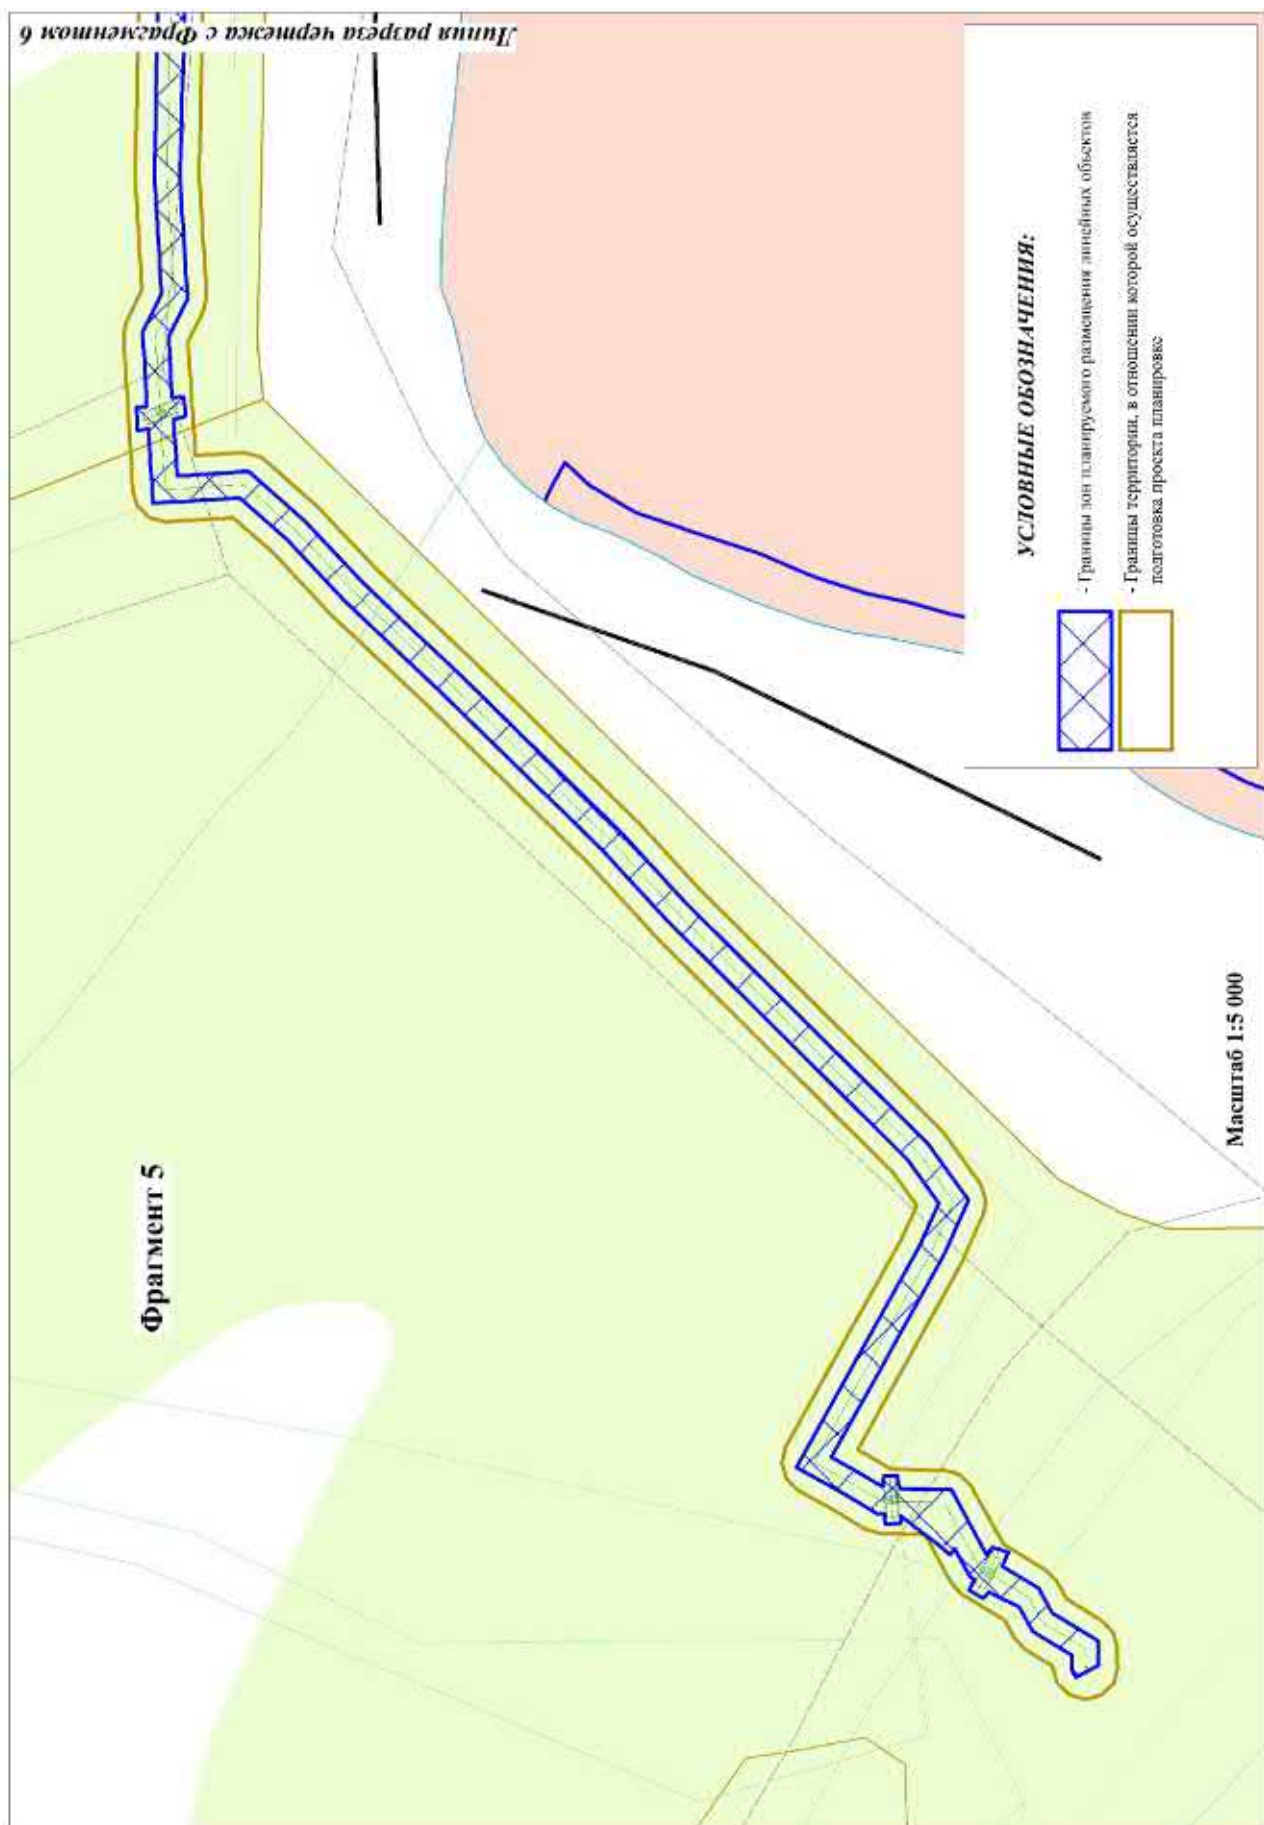 Линия разреза чертежа с Фрагментом 6
Фрагмент 5
УСЛОВНЫЕ ОБОЗНАЧЕНИЯ:
- Границы зон планируемого размещения линейных объектов
- Границы территории, в отношении которой осуществляется
подготовка проекта планировке
Масштаб 1:5 000